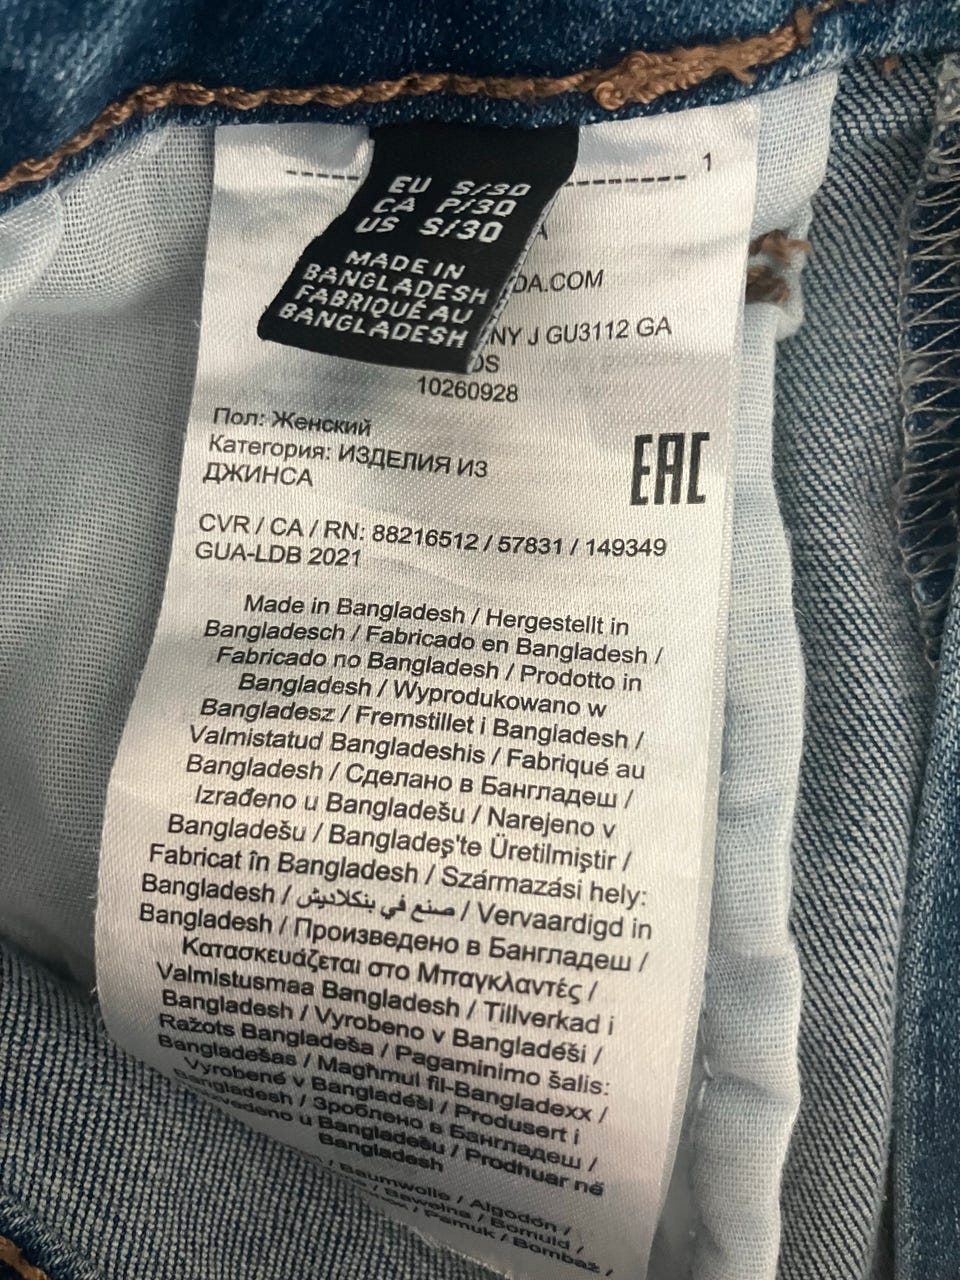 EU S/30
CA P/30
US S/30
MADE IN
BANGLADESH
FABRIQUÉ AU
BANGLADESH
1
A
DA.COM
NY J GU3112 GA
OS
10260928
Пол: Женский
Категория: ИЗДЕЛИЯ ИЗ
ДЖИНСА
EAC
CVR / CA / RN: 88216512 / 57831 / 149349
GUA-LDB 2021
Made in Bangladesh / Hergestellt in
Bangladesch / Fabricado en Bangladesh /
Fabricado no Bangladesh / Prodotto in
Bangladesh / Wyprodukowano w
Bangladesz / Fremstillet i Bangladesh /
Valmistatud Bangladeshis / Fabriqué au
Bangladesh / Сделано в Бангладеш /
Izrađeno u Bangladešu / Narejeno v
Bangladešu / Bangladeş'te Üretilmiştir /
Fabricat în Bangladesh / Származási hely:
Bangladesh / صنع في بنكلاديش / Vervaardigd in
Bangladesh / Произведено в Бангладеш /
Κατασκευάζεται στο Μπαγκλαντές /
Valmistusmaa Bangladesh / Tillverkad i
Bangladesh / Vyrobeno v Bangladéši /
Ražots Bangladeša / Pagaminimo šalis:
Bangladešas / Magħmul fil-Bangladexx /
Vyrobené v Bangladéši / Produsert i
Bangladesh / Зроблено в Бангладеш /
u Bangladešu / Prodhuar në
Bangladesh
/ Baumwolle / Algodón /
/ Bawełna / Bomuld /
/ Pamuk / Bombaž /